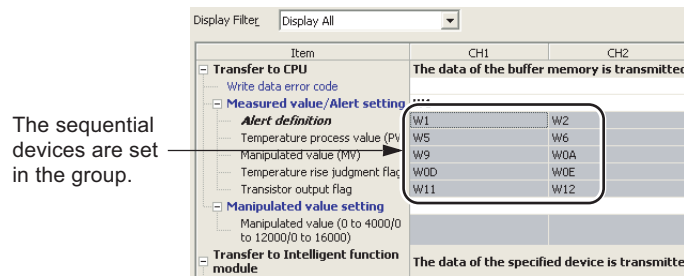 Display Filter Display All
Item CH1 CH2
Transfer to CPU The data of the buffer memory is transmitted
Write data error code
Measured value/Alert setting
Alert definition W1 W2
Temperature process value (PV W5 W6
Manipulated value (MV) W9 W0A
Temperature rise judgment flag W0D W0E
Transistor output flag W11 W12
Manipulated value setting
Manipulated value (0 to 4000/0
to 12000/0 to 16000)
Transfer to Intelligent function
module The data of the specified device is transmitte
The sequential
devices are set
in the group.